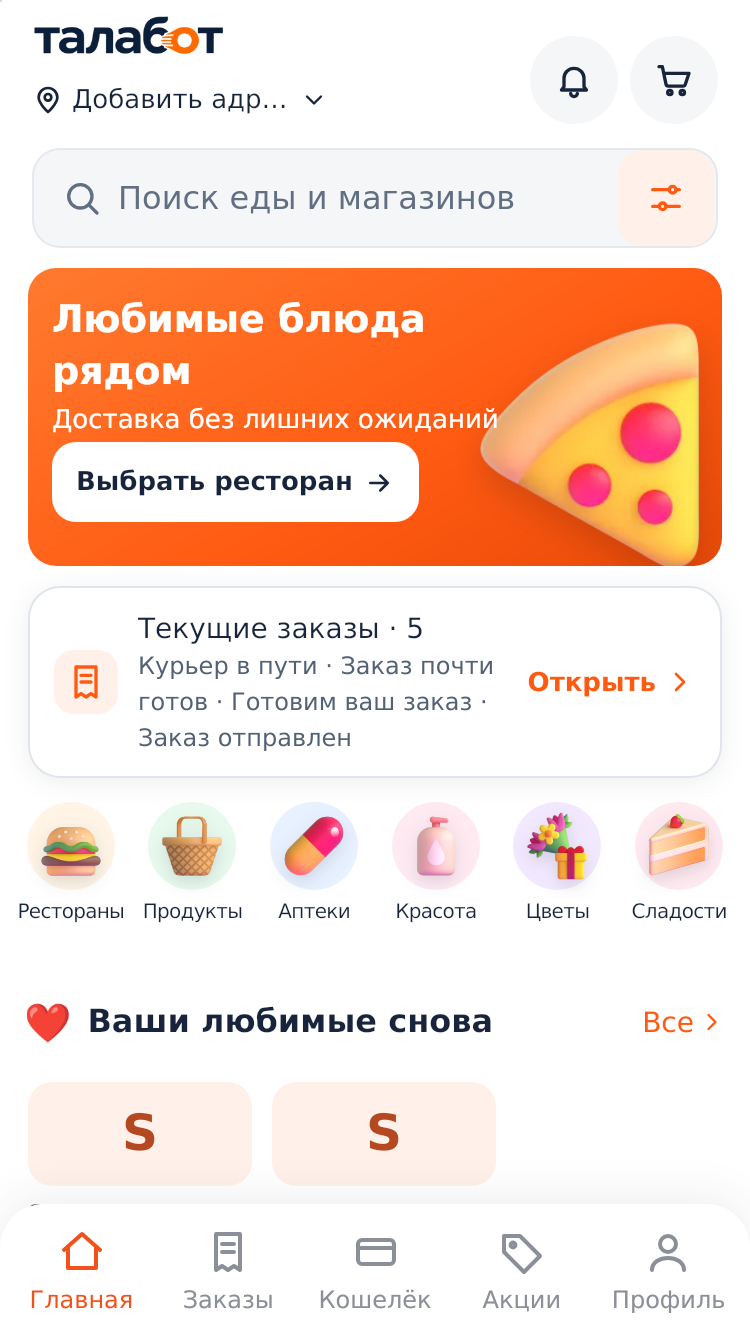 талабот
Добавить адр...
Поиск еды и магазинов
Любимые блюда
рядом
Доставка без лишних ожиданий
Выбрать ресторан →
Текущие заказы · 5
Курьер в пути · Заказ почти
готов · Готовим ваш заказ ·
Заказ отправлен
Открыть
Рестораны Продукты Аптеки Красота Цветы Сладости
Ваши любимые снова Все
S S
Главная Заказы Кошелёк Акции Профиль